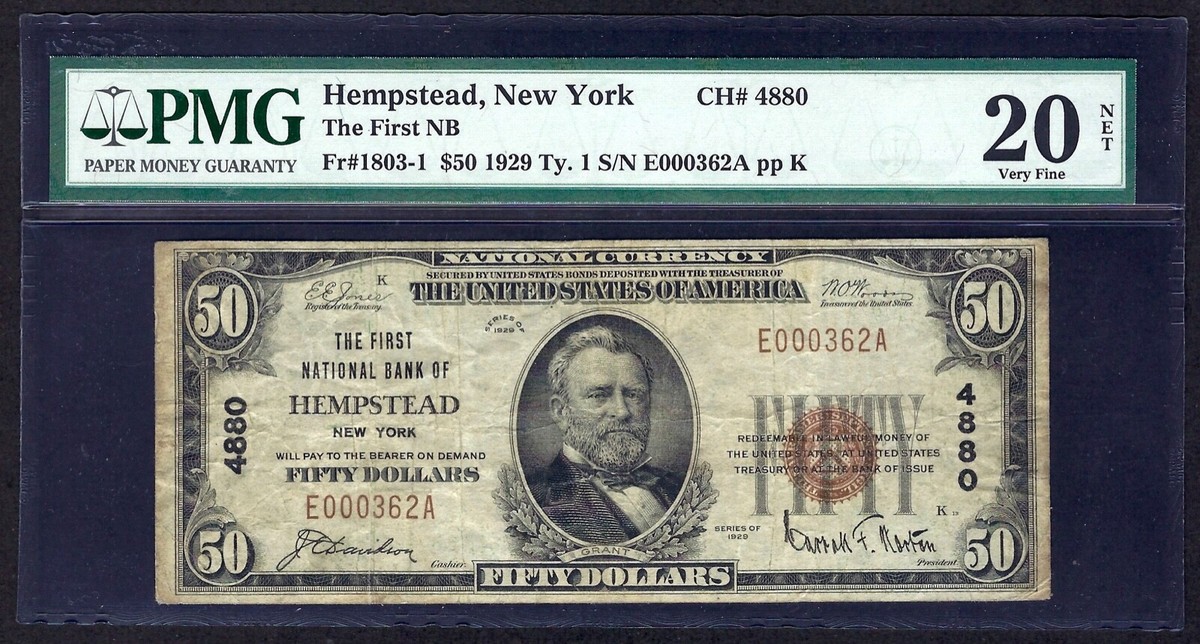 PMG
PAPER MONEY GUARANTY
Hempstead, New York CH# 4880
The First NB
Fr#1803-1 $50 1929 Ty. 1 S/N E000362A pp K
20
NET
Very Fine
NATIONAL CURRENCY
SECURED BY UNITED STATES BONDS DEPOSITED WITH THE TREASURER OF
THE UNITED STATES OF AMERICA
50
K
E E Jones
Register of the Treasury
W O Woods
Treasurer of the United States
50
SERIES OF
1929
THE FIRST
NATIONAL BANK OF
HEMPSTEAD
NEW YORK
WILL PAY TO THE BEARER ON DEMAND
FIFTY DOLLARS
E000362A
4880
E000362A
4880
FIFTY
REDEEMABLE IN LAWFUL MONEY OF
THE UNITED STATES AT UNITED STATES
TREASURY OR AT THE BANK OF ISSUE
K
SERIES OF
1929
50
Cashier
GRANT
FIFTY DOLLARS
President
50